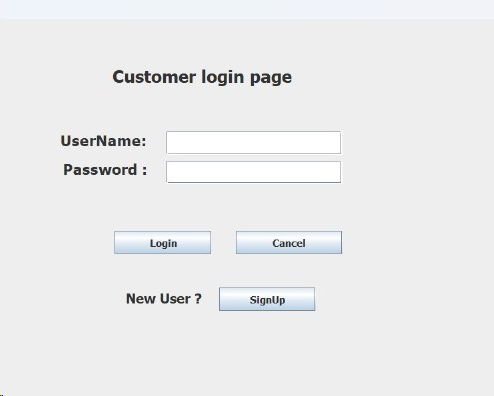 Customer login page
UserName:
Password :
Login Cancel
New User ? SignUp